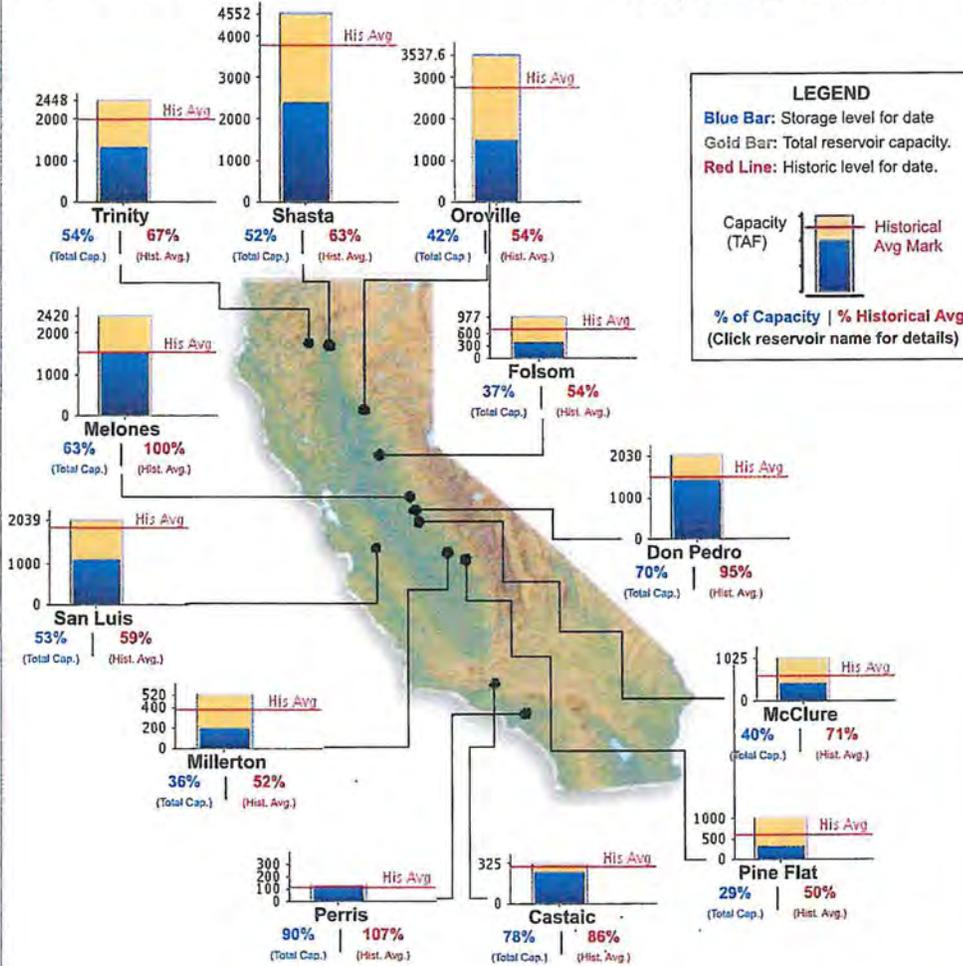 4552
4000
3000
2000
1000
0
His Avg
Shasta
52% | 63%
(Total Cap.) (Hist. Avg.)
3537.6
3000
2000
1000
0
His Avg
Oroville
42% | 54%
(Total Cap.) (Hist. Avg.)
2448
2000
1000
0
His Avg
Trinity
54% | 67%
(Total Cap.) (Hist. Avg.)
LEGEND
Blue Bar: Storage level for date
Gold Bar: Total reservoir capacity.
Red Line: Historic level for date.
Capacity
(TAF)
Historical
Avg Mark
% of Capacity | % Historical Avg
(Click reservoir name for details)
2420
2000
1000
0
His Avg
Melones
63% | 100%
(Total Cap.) (Hist. Avg.)
977
600
300
0
His Avg
Folsom
37% | 54%
(Total Cap.) (Hist. Avg.)
2030
1000
0
His Avg
Don Pedro
70% | 95%
(Total Cap.) (Hist. Avg.)
2039
1000
0
His Avg
San Luis
53% | 59%
(Total Cap.) (Hist. Avg.)
1025
0
His Avg
McClure
40% | 71%
(Total Cap.) (Hist. Avg.)
520
400
200
0
His Avg
Millerton
36% | 52%
(Total Cap.) (Hist. Avg.)
1000
500
0
His Avg
Pine Flat
29% | 50%
(Total Cap.) (Hist. Avg.)
300
200
100
0
His Avg
Perris
90% | 107%
(Total Cap.) (Hist. Avg.)
325
0
His Avg
Castaic
78% | 86%
(Total Cap.) (Hist. Avg.)